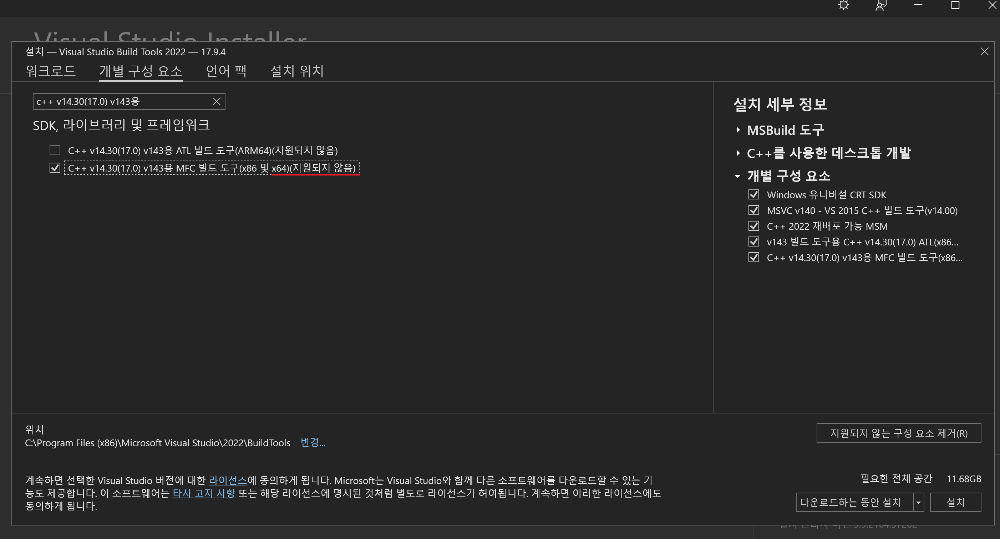 Visual Studio Installer
설치 — Visual Studio Build Tools 2022 — 17.9.4
워크로드 개별 구성 요소 언어 팩 설치 위치
c++ v14.30(17.0) v143용
SDK, 라이브러리 및 프레임워크
C++ v14.30(17.0) v143용 ATL 빌드 도구(ARM64)(지원되지 않음)
C++ v14.30(17.0) v143용 MFC 빌드 도구(x86 및 x64)(지원되지 않음)
설치 세부 정보
MSBuild 도구
C++를 사용한 데스크톱 개발
개별 구성 요소
Windows 유니버설 CRT SDK
MSVC v140 - VS 2015 C++ 빌드 도구(v14.00)
C++ 2022 재배포 가능 MSM
v143 빌드 도구용 C++ v14.30(17.0) ATL(x86...
C++ v14.30(17.0) v143용 MFC 빌드 도구(x86...
위치
C:\Program Files (x86)\Microsoft Visual Studio\2022\BuildTools 변경...
지원되지 않는 구성 요소 제거(R)
계속하면 선택한 Visual Studio 버전에 대한 라이선스에 동의하게 됩니다. Microsoft는 Visual Studio와 함께 다른 소프트웨어를 다운로드할 수 있는 기
능도 제공합니다. 이 소프트웨어는 타사 고지 사항 또는 해당 라이선스에 명시된 것처럼 별도로 라이선스가 허여됩니다. 계속하면 이러한 라이선스에도
동의하게 됩니다.
필요한 전체 공간 11.68GB
다운로드하는 동안 설치 설치